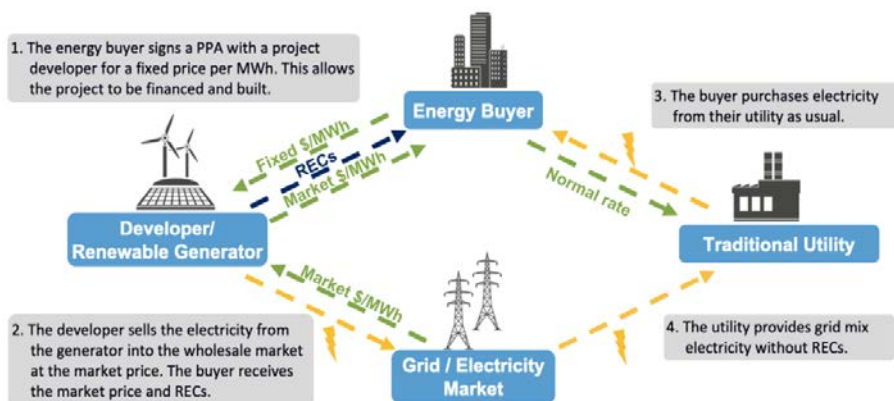 1. The energy buyer signs a PPA with a project
developer for a fixed price per MWh. This allows
the project to be financed and built.
Energy Buyer
3. The buyer purchases electricity
from their utility as usual.
Fixed $/MWh
RECs
Market $/MWh
Normal rate
Developer/
Renewable Generator
Traditional Utility
Market $/MWh
2. The developer sells the electricity from
the generator into the wholesale market
at the market price. The buyer receives
the market price and RECs.
Grid / Electricity
Market
4. The utility provides grid mix
electricity without RECs.